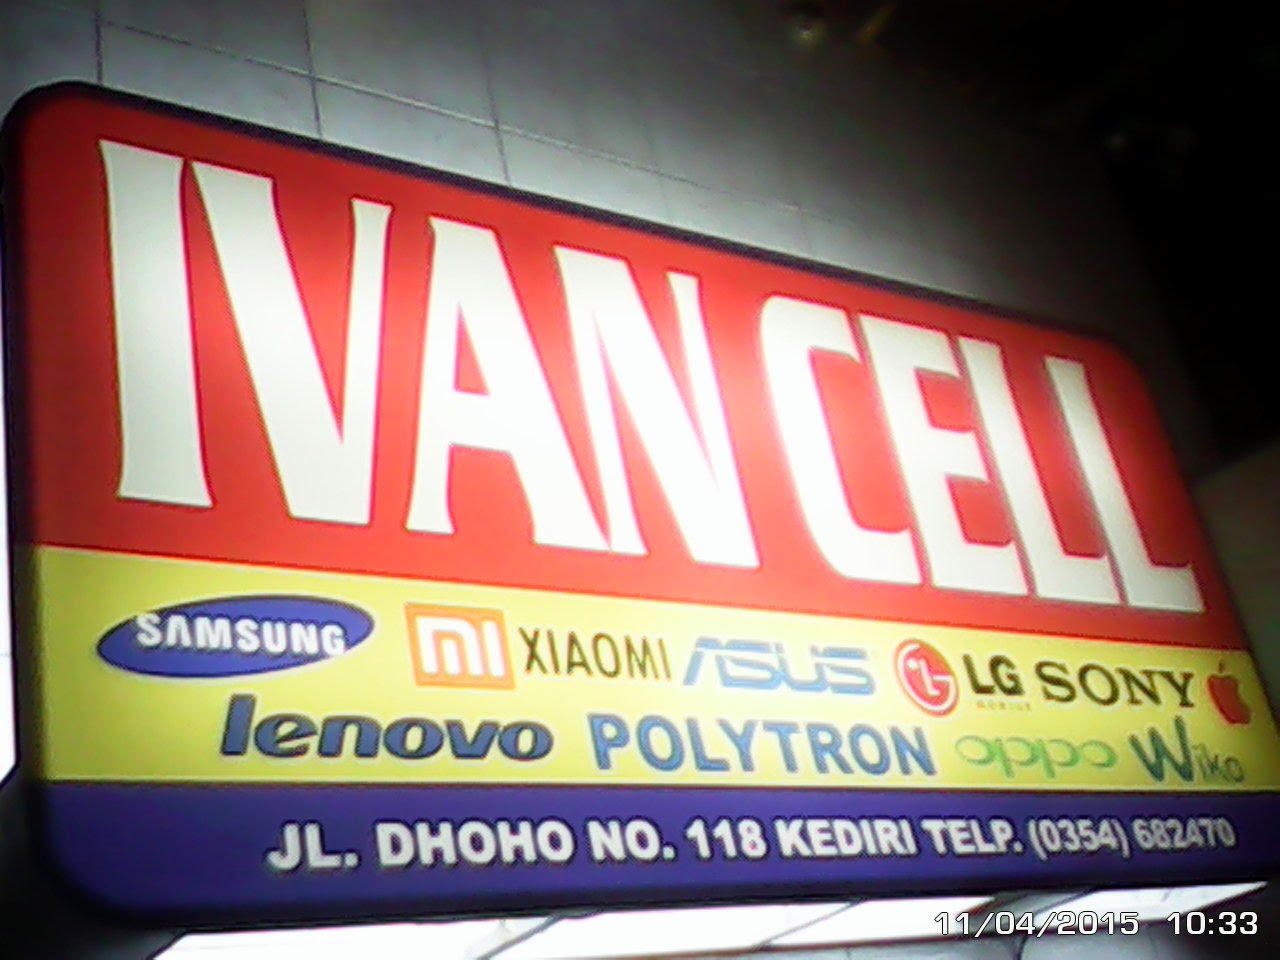 IVAN CELL
SAMSUNG mi XIAOMI ASUS LG MOBILE SONY
lenovo POLYTRON oppo Wiko
JL. DHOHO NO. 118 KEDIRI TELP. (0354) 682470
11/04/2015 10:33